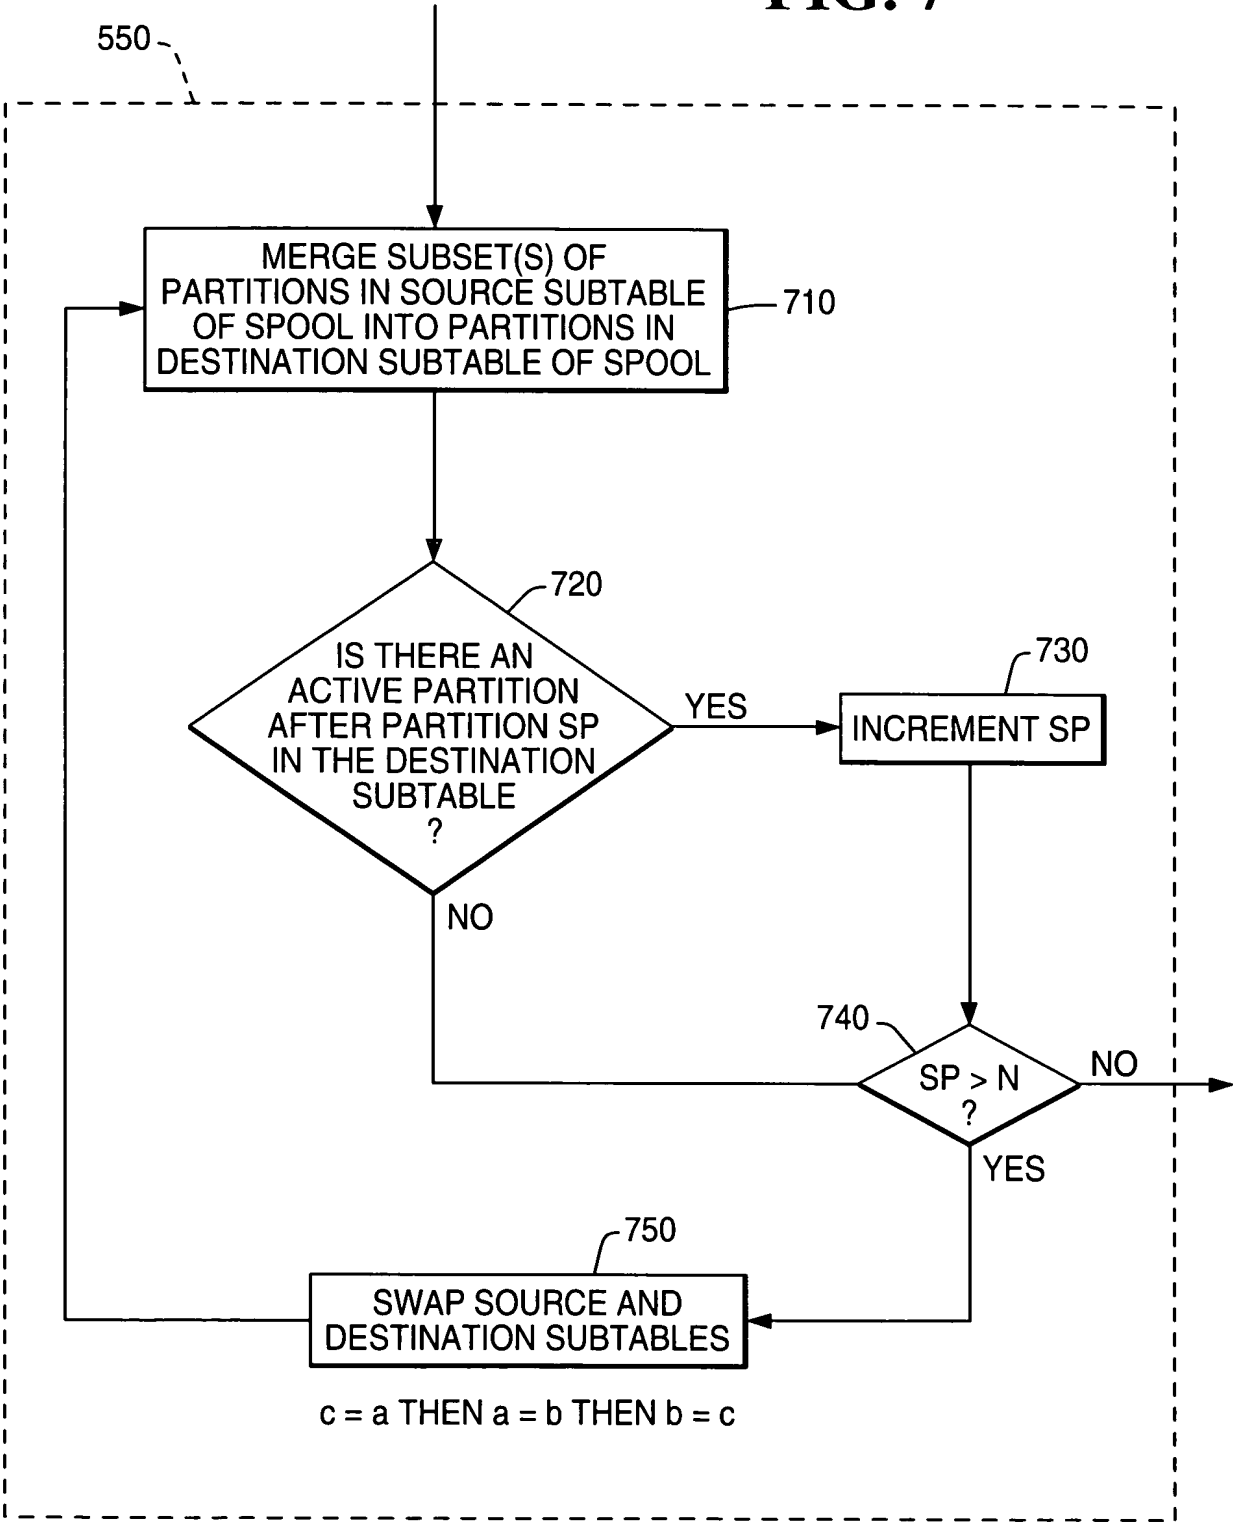 FIG. 7
550
MERGE SUBSET(S) OF
PARTITIONS IN SOURCE SUBTABLE
OF SPOOL INTO PARTITIONS IN
DESTINATION SUBTABLE OF SPOOL
710
720
IS THERE AN
ACTIVE PARTITION
AFTER PARTITION SP
IN THE DESTINATION
SUBTABLE
?
YES
730
INCREMENT SP
NO
740
SP > N
?
NO
YES
750
SWAP SOURCE AND
DESTINATION SUBTABLES
c = a THEN a = b THEN b = c